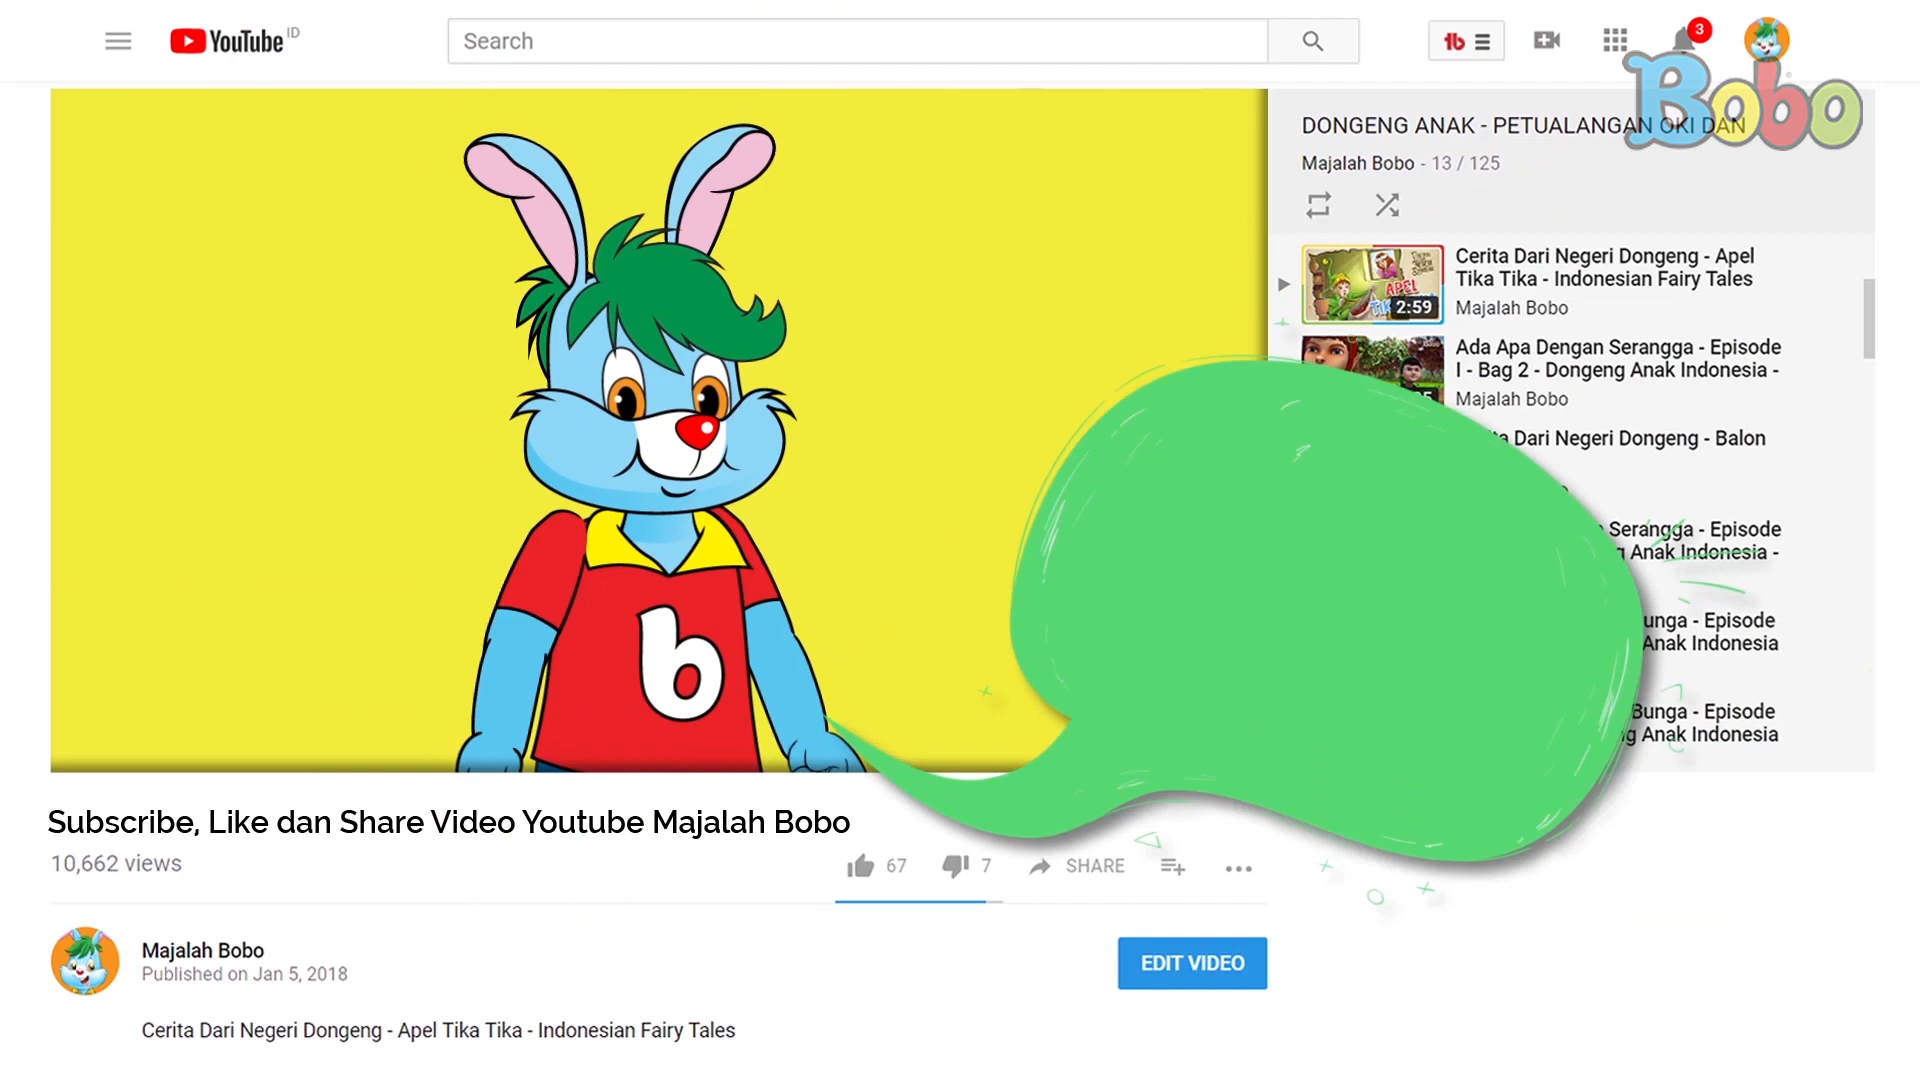 YouTube ID
Search
3
Bobo
DONGENG ANAK - PETUALANGAN OKI DAN
Majalah Bobo - 13 / 125
Cerita Dari Negeri Dongeng - Apel
Tika Tika - Indonesian Fairy Tales
Majalah Bobo
APEL
2:59
Ada Apa Dengan Serangga - Episode
I - Bag 2 - Dongeng Anak Indonesia -
Majalah Bobo
Dari Negeri Dongeng - Balon
Serangga - Episode
Anak Indonesia -
Episode
Anak Indonesia
Bunga - Episode
Anak Indonesia
b
Subscribe, Like dan Share Video Youtube Majalah Bobo
10,662 views
67
7
SHARE
Majalah Bobo
Published on Jan 5, 2018
EDIT VIDEO
Cerita Dari Negeri Dongeng - Apel Tika Tika - Indonesian Fairy Tales